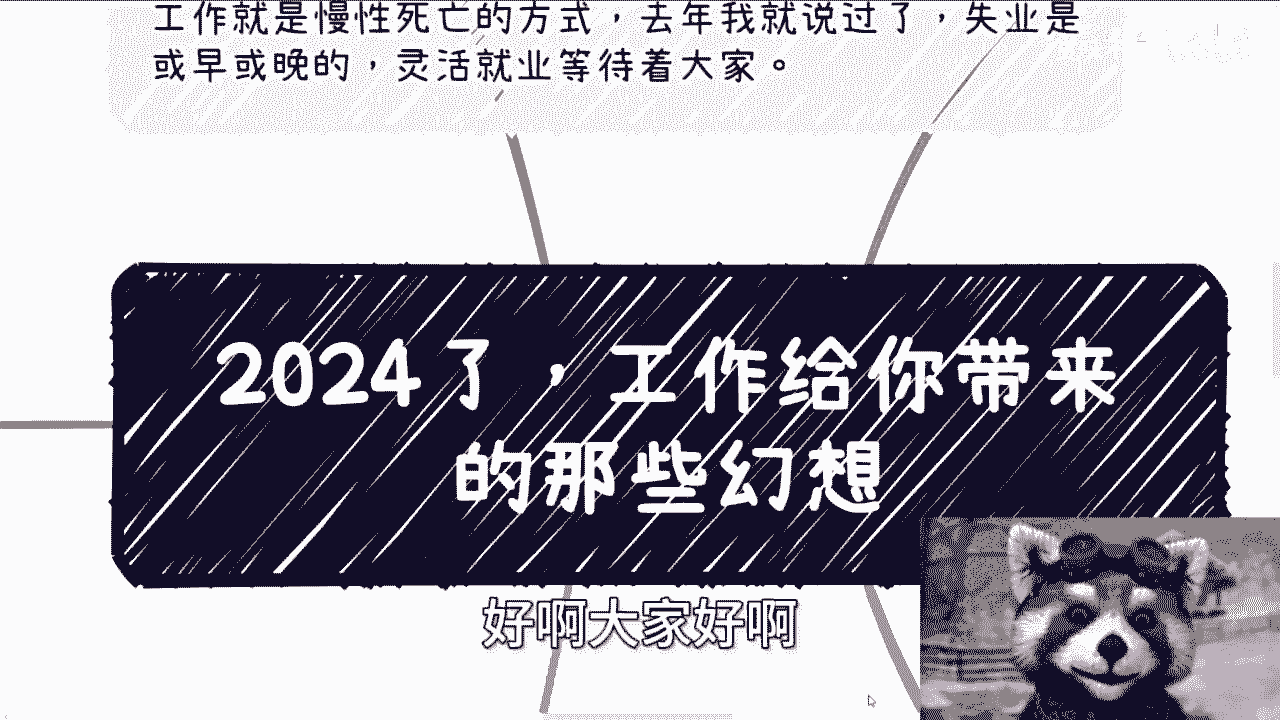 工作就是慢性死亡的方式，去年我就说过了，失业是
或早或晚的，灵活就业等待着大家。
2024了，工作给你带来
的那些幻想
好啊大家好啊